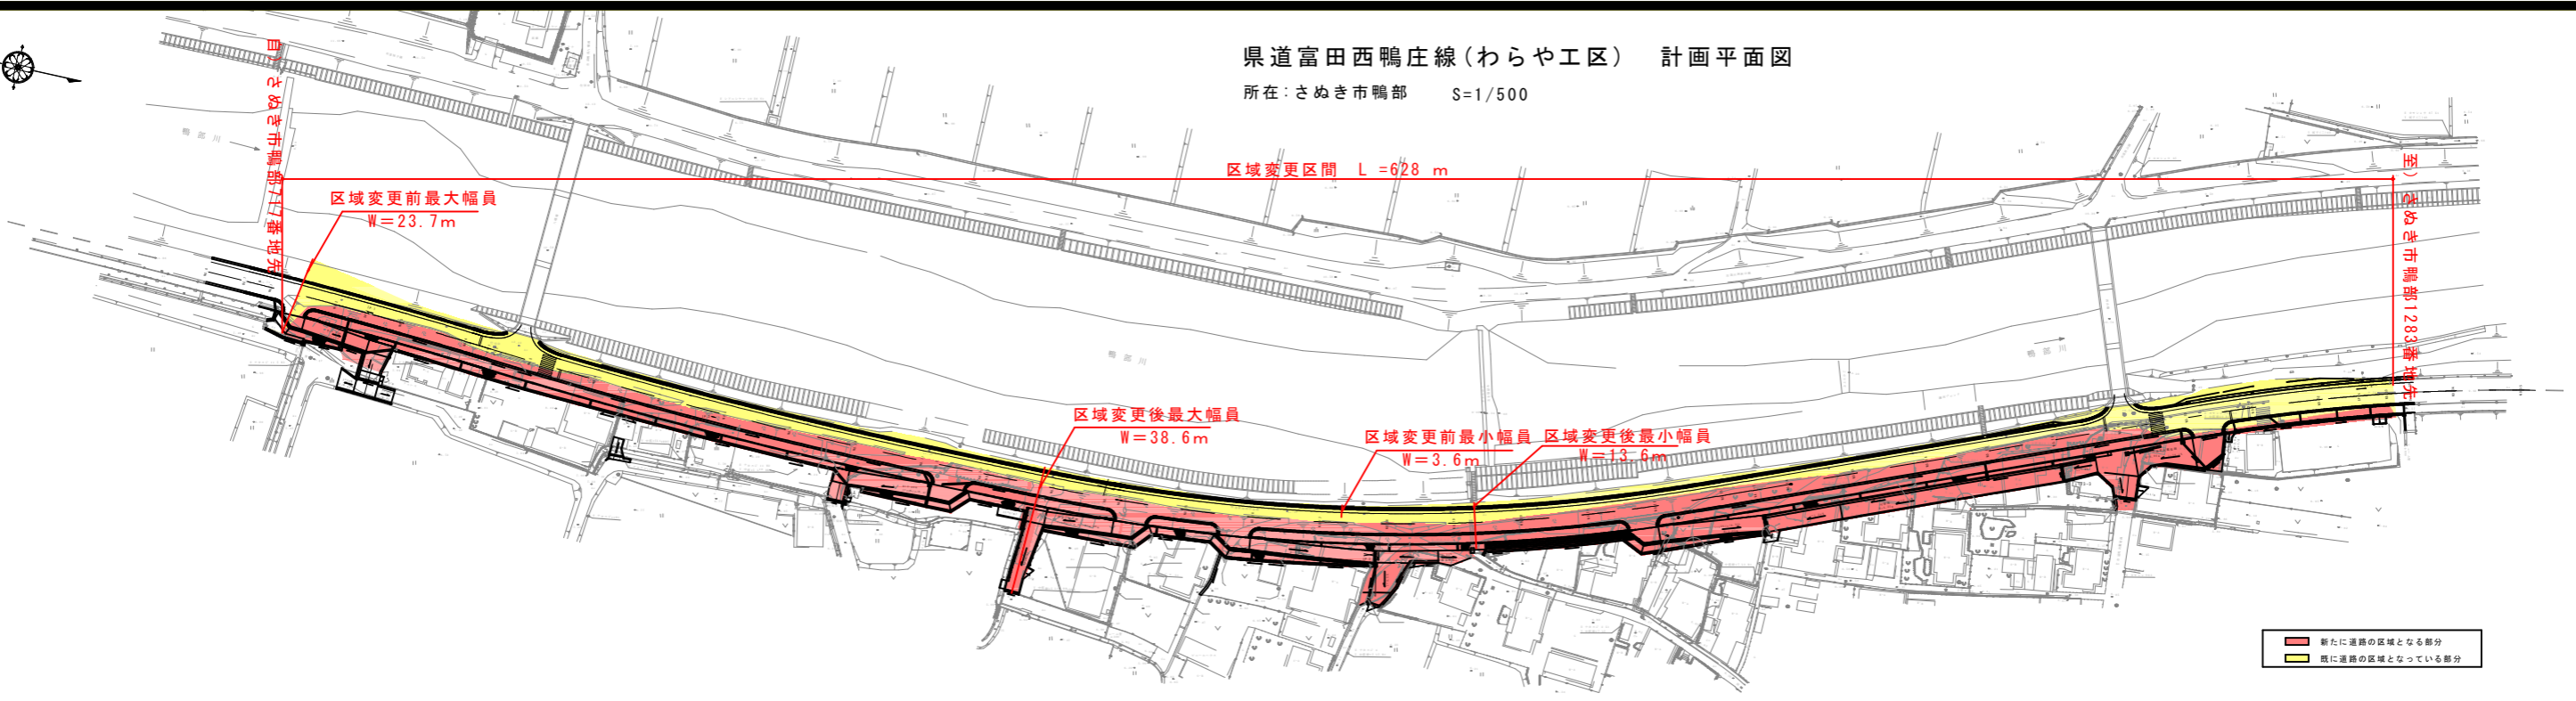 県道富田西鴨庄線(わらや工区)　計画平面図
所在:さぬき市鴨部　S=1/500
自)さぬき市鴨部717番地先
至)さぬき市鴨部1283番地先
区域変更区間　L =628 m
区域変更前最大幅員
W=23.7m
区域変更後最大幅員
W=38.6m
区域変更前最小幅員
W=3.6m
区域変更後最小幅員
W=13.6m
鴨部川
鴨部川
鴨部川
新たに道路の区域となる部分
既に道路の区域となっている部分